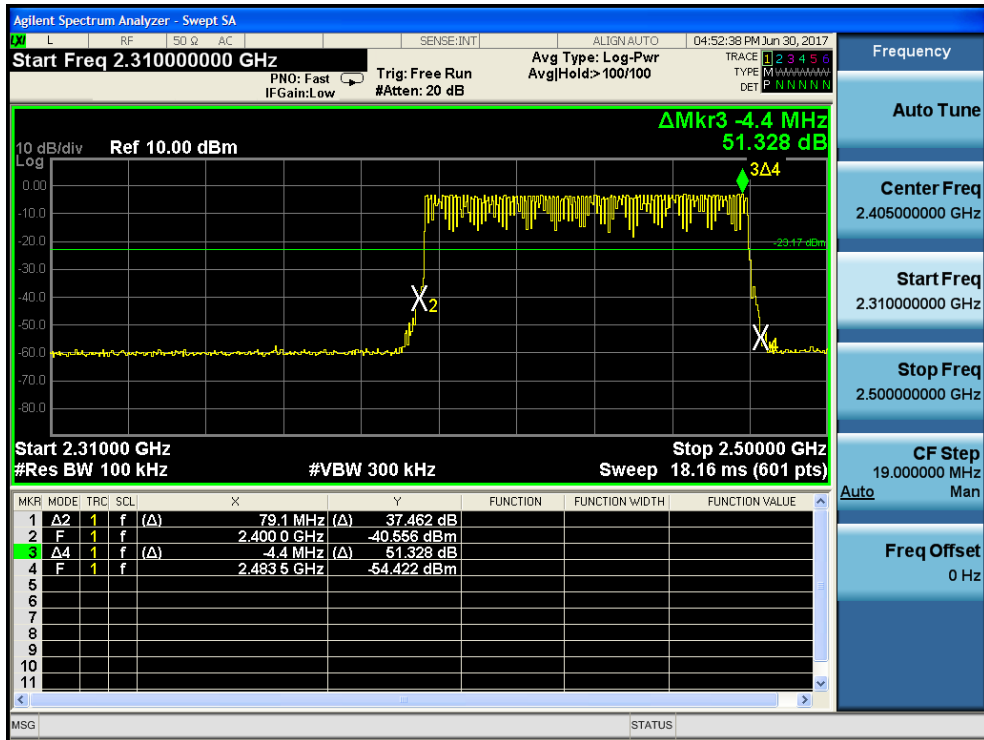 Agilent Spectrum Analyzer - Swept SA
LXI L RF 50 Ω AC SENSE:INT ALIGN AUTO 04:52:38 PM Jun 30, 2017
Start Freq 2.310000000 GHz
PNO: Fast
IFGain:Low
Trig: Free Run
#Atten: 20 dB
Avg Type: Log-Pwr
Avg|Hold:> 100/100
TRACE 1 2 3 4 5 6
TYPE M
DET P N N N N N
ΔMkr3 -4.4 MHz
51.328 dB
10 dB/div Ref 10.00 dBm
Log
0.00
-10.0
-20.0
-30.0
-40.0
-50.0
-60.0
-70.0
-80.0
3Δ4
-23.17 dBm
2
4
Start 2.31000 GHz Stop 2.50000 GHz
#Res BW 100 kHz #VBW 300 kHz Sweep 18.16 ms (601 pts)
MKR MODE TRC SCL X Y FUNCTION FUNCTION WIDTH FUNCTION VALUE
1 Δ2 1 f (Δ) 79.1 MHz (Δ) 37.462 dB
2 F 1 f 2.400 0 GHz -40.556 dBm
3 Δ4 1 f (Δ) -4.4 MHz (Δ) 51.328 dB
4 F 1 f 2.483 5 GHz -54.422 dBm
5
6
7
8
9
10
11
MSG STATUS
Frequency
Auto Tune
Center Freq
2.405000000 GHz
Start Freq
2.310000000 GHz
Stop Freq
2.500000000 GHz
CF Step
19.000000 MHz
Auto Man
Freq Offset
0 Hz